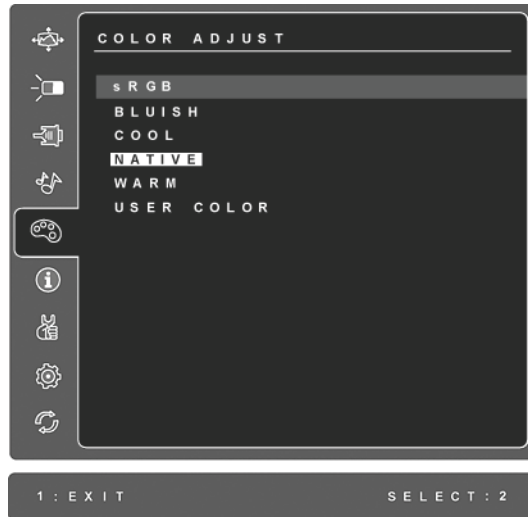 COLOR ADJUST
sRGB
BLUISH
COOL
NATIVE
WARM
USER COLOR
1:EXIT SELECT:2